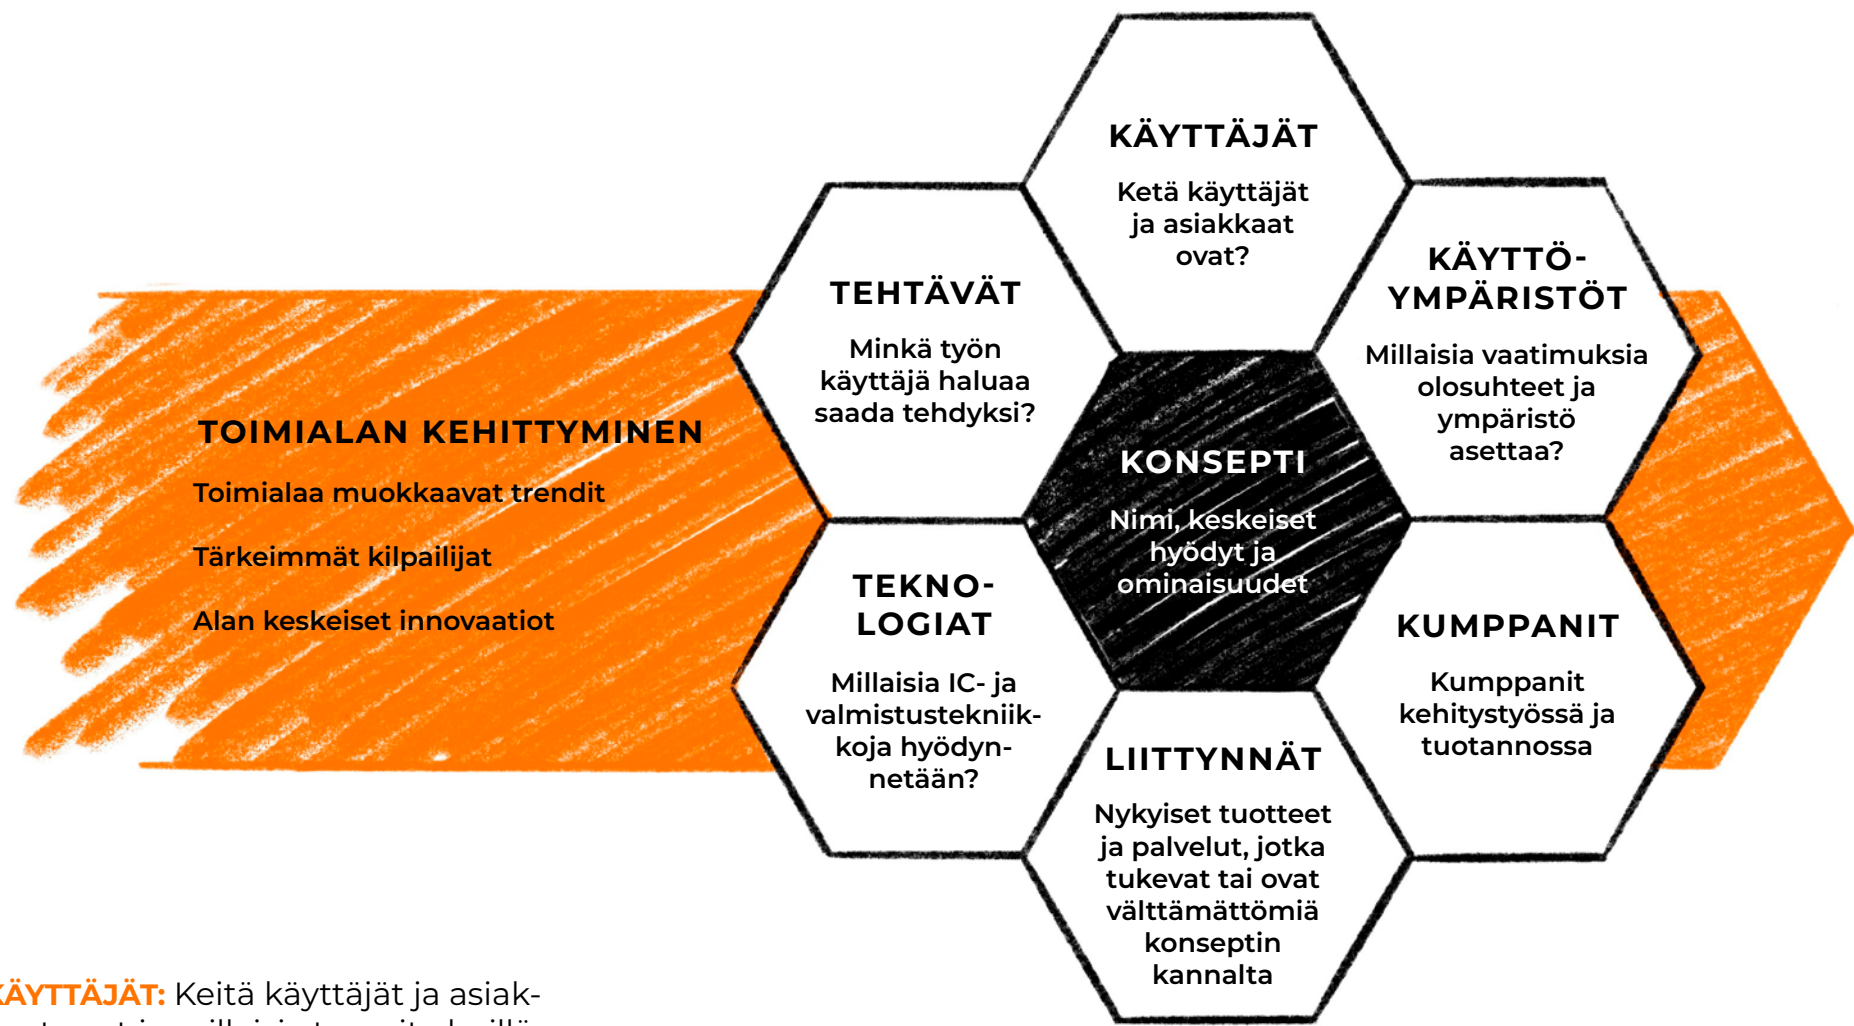 KÄYTTÄJÄT
Ketä käyttäjät
ja asiakkaat
ovat?
KÄYTTÖ-
YMPÄRISTÖT
Millaisia vaatimuksia
olosuhteet ja
ympäristö
asettaa?
TEHTÄVÄT
Minkä työn
käyttäjä haluaa
saada tehdyksi?
TOIMIALAN KEHITTYMINEN
Toimialaa muokkaavat trendit
Tärkeimmät kilpailijat
Alan keskeiset innovaatiot
KONSEPTI
Nimi, keskeiset
hyödyt ja
ominaisuudet
TEKNO-
LOGIAT
Millaisia IC- ja
valmistustekniik-
koja hyödyn-
netään?
KUMPPANIT
Kumppanit
kehitystyössä ja
tuotannossa
LIITTYNNÄT
Nykyiset tuotteet
ja palvelut, jotka
tukevat tai ovat
välttämättömiä
konseptin
kannalta
KÄYTTÄJÄT: Keitä käyttäjät ja asiak-